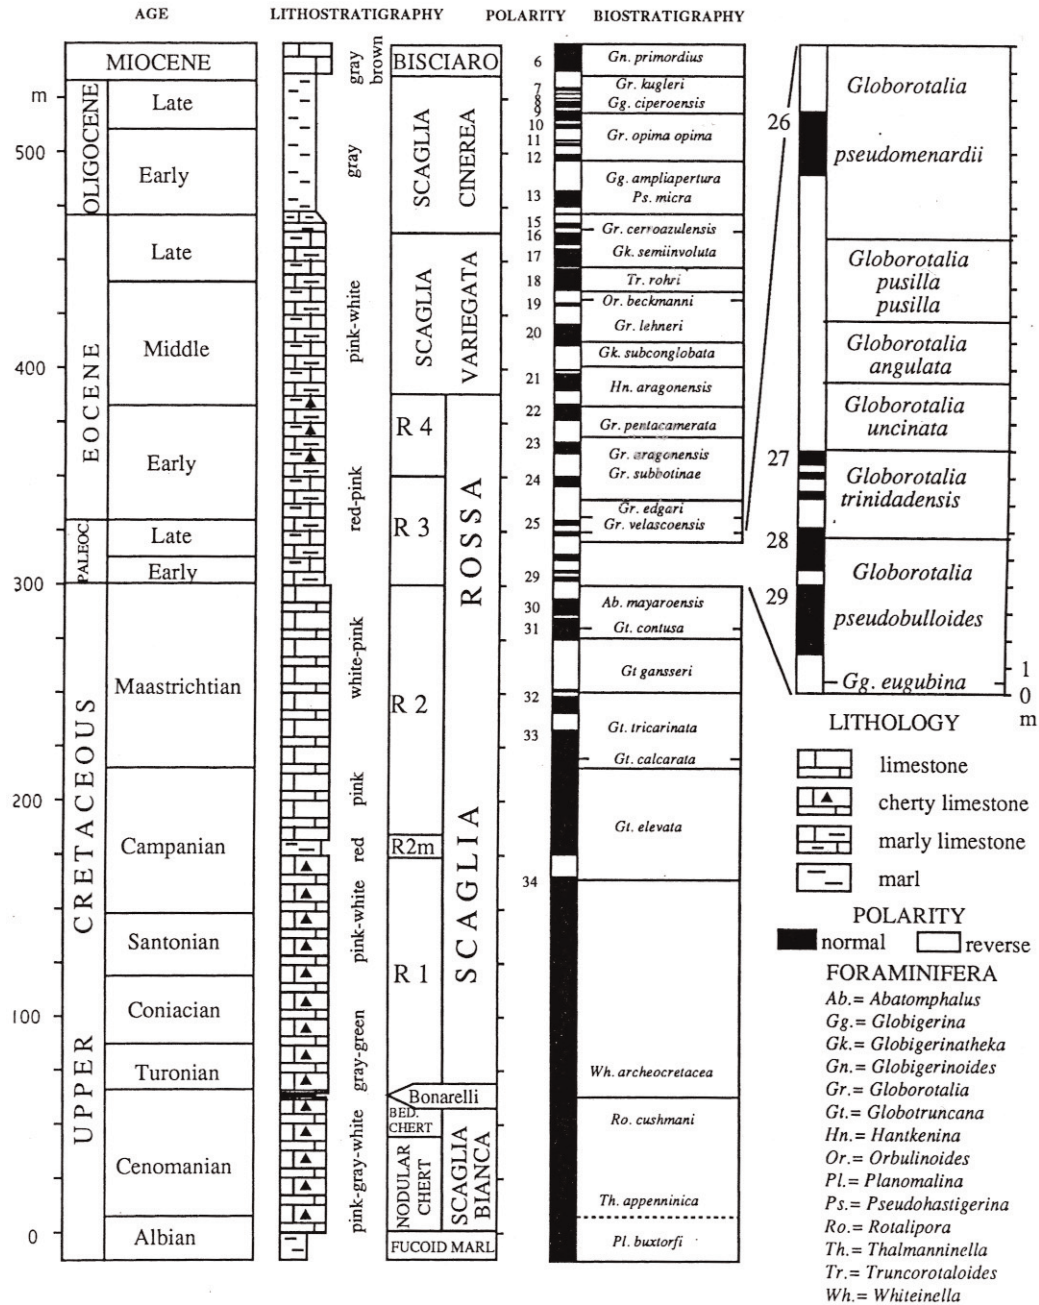 AGE LITHOSTRATIGRAPHY POLARITY BIOSTRATIGRAPHY
m
500
400
300
200
100
0
MIOCENE
OLIGOCENE
Late
Early
EOCENE
Late
Middle
Early
PALEOC.
Late
Early
UPPER CRETACEOUS
Maastrichtian
Campanian
Santonian
Coniacian
Turonian
Cenomanian
Albian
gray
brown
gray
pink-white
red-pink
white-pink
pink
red
pink-white
gray-green
pink-gray-white
BISCIARO
SCAGLIA
CINEREA
SCAGLIA
VARIEGATA
R 4
R 3
R 2
R2m
R 1
SCAGLIA ROSSA
Bonarelli
BED.
CHERT
NODULAR
CHERT
SCAGLIA
BIANCA
FUCOID MARL
6
7
8
9
10
11
12
13
15
16
17
18
19
20
21
22
23
24
25
29
30
31
32
33
34
Gn. primordius
Gr. kugleri
Gg. ciperoensis
Gr. opima opima
Gg. ampliapertura
Ps. micra
Gr. cerroazulensis
Gk. semiinvoluta
Tr. rohri
Or. beckmanni
Gr. lehneri
Gk. subconglobata
Hn. aragonensis
Gr. pentacamerata
Gr. aragonensis
Gr. subbotinae
Gr. edgari
Gr. velascoensis
Ab. mayaroensis
Gt. contusa
Gt gansseri
Gt. tricarinata
Gt. calcarata
Gt. elevata
Wh. archeocretacea
Ro. cushmani
Th. appenninica
Pl. buxtorfi
26
27
28
29
Globorotalia
pseudomenardii
Globorotalia
pusilla
pusilla
Globorotalia
angulata
Globorotalia
uncinata
Globorotalia
trinidadensis
Globorotalia
pseudobulloides
Gg. eugubina
1
0
m
LITHOLOGY
limestone
cherty limestone
marly limestone
marl
POLARITY
normal reverse
FORAMINIFERA
Ab.= Abatomphalus
Gg.= Globigerina
Gk.= Globigerinatheka
Gn.= Globigerinoides
Gr.= Globorotalia
Gt.= Globotruncana
Hn.= Hantkenina
Or.= Orbulinoides
Pl.= Planomalina
Ps.= Pseudohastigerina
Ro.= Rotalipora
Th.= Thalmanninella
Tr.= Truncorotaloides
Wh.= Whiteinella